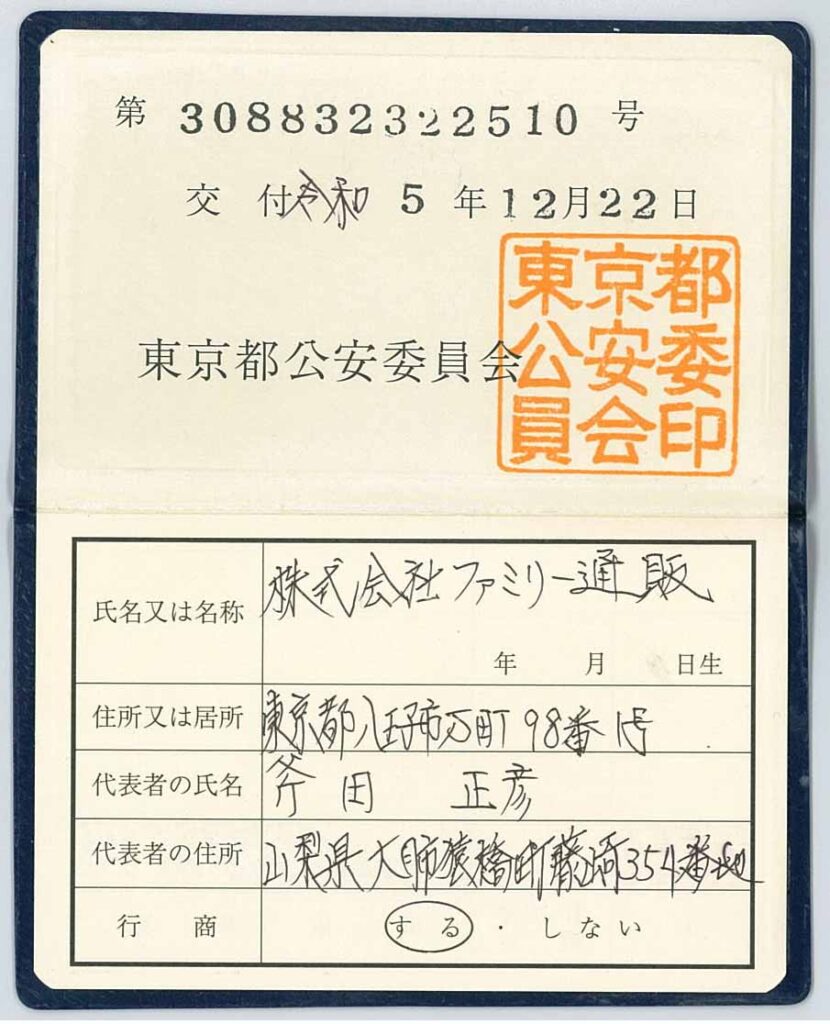 第 308832322510 号
交 付 令和 5 年 12月22日
東京都公安委員会
東京都
公安委
員会印
氏名又は名称 株式会社ファミリー通販
年 月 日生
住所又は居所 東京都八王子市万町98番1号
代表者の氏名 斧田 正彦
代表者の住所 山梨県大月市猿橋町藤崎354番地
行 商 する・しない